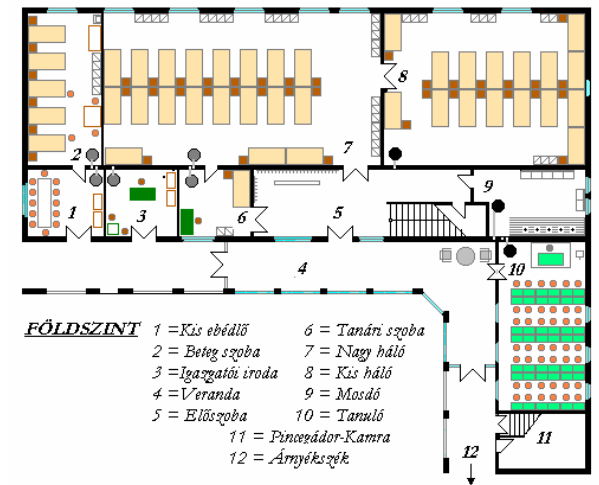 8
7
2
9
1
3
6
5
10
4
FÖLDSZINT
1 =Kis ebédlő
6 = Tanári szoba
2 = Beteg szoba
7 = Nagy háló
3 =Igazgatói iroda
8 = Kis háló
4 =Veranda
9 = Mosdó
5 = Előszoba
10 = Tanuló
11 = Pincegádor-Kamra
12 = Árnyékszék
11
12